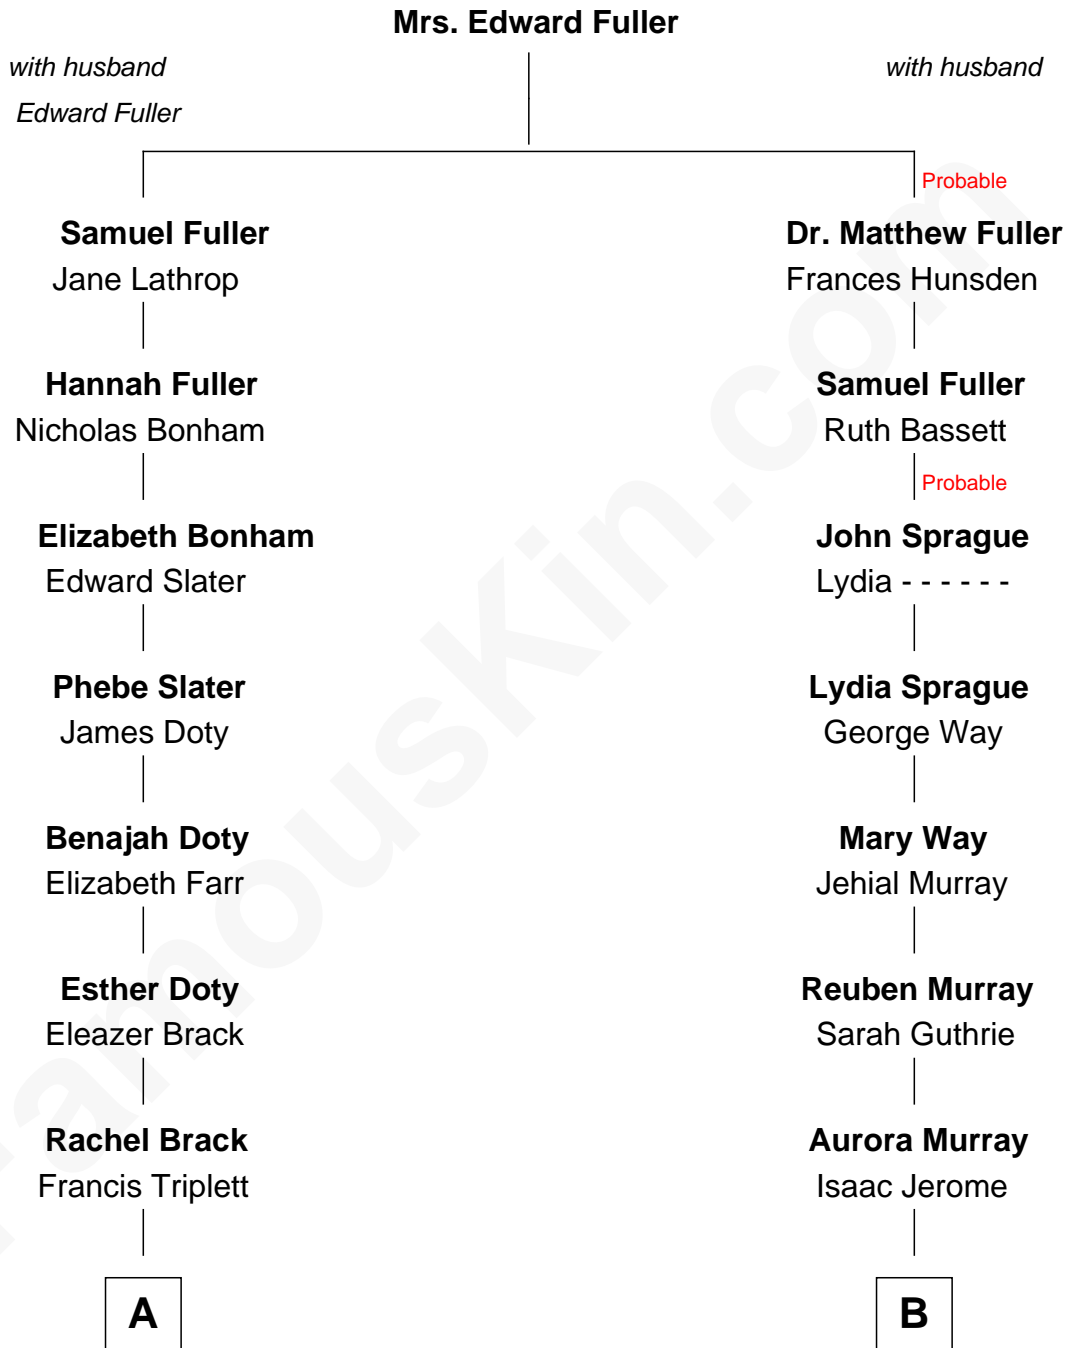 Mrs. Edward Fuller
with husband
Edward Fuller
with husband
Probable
Samuel Fuller
Jane Lathrop
Dr. Matthew Fuller
Frances Hunsden
Hannah Fuller
Nicholas Bonham
Samuel Fuller
Ruth Bassett
Probable
Elizabeth Bonham
Edward Slater
John Sprague
Lydia - - - - - -
Phebe Slater
James Doty
Lydia Sprague
George Way
Benajah Doty
Elizabeth Farr
Mary Way
Jehial Murray
Esther Doty
Eleazer Brack
Reuben Murray
Sarah Guthrie
Rachel Brack
Francis Triplett
Aurora Murray
Isaac Jerome
A
B
FamousKin.com